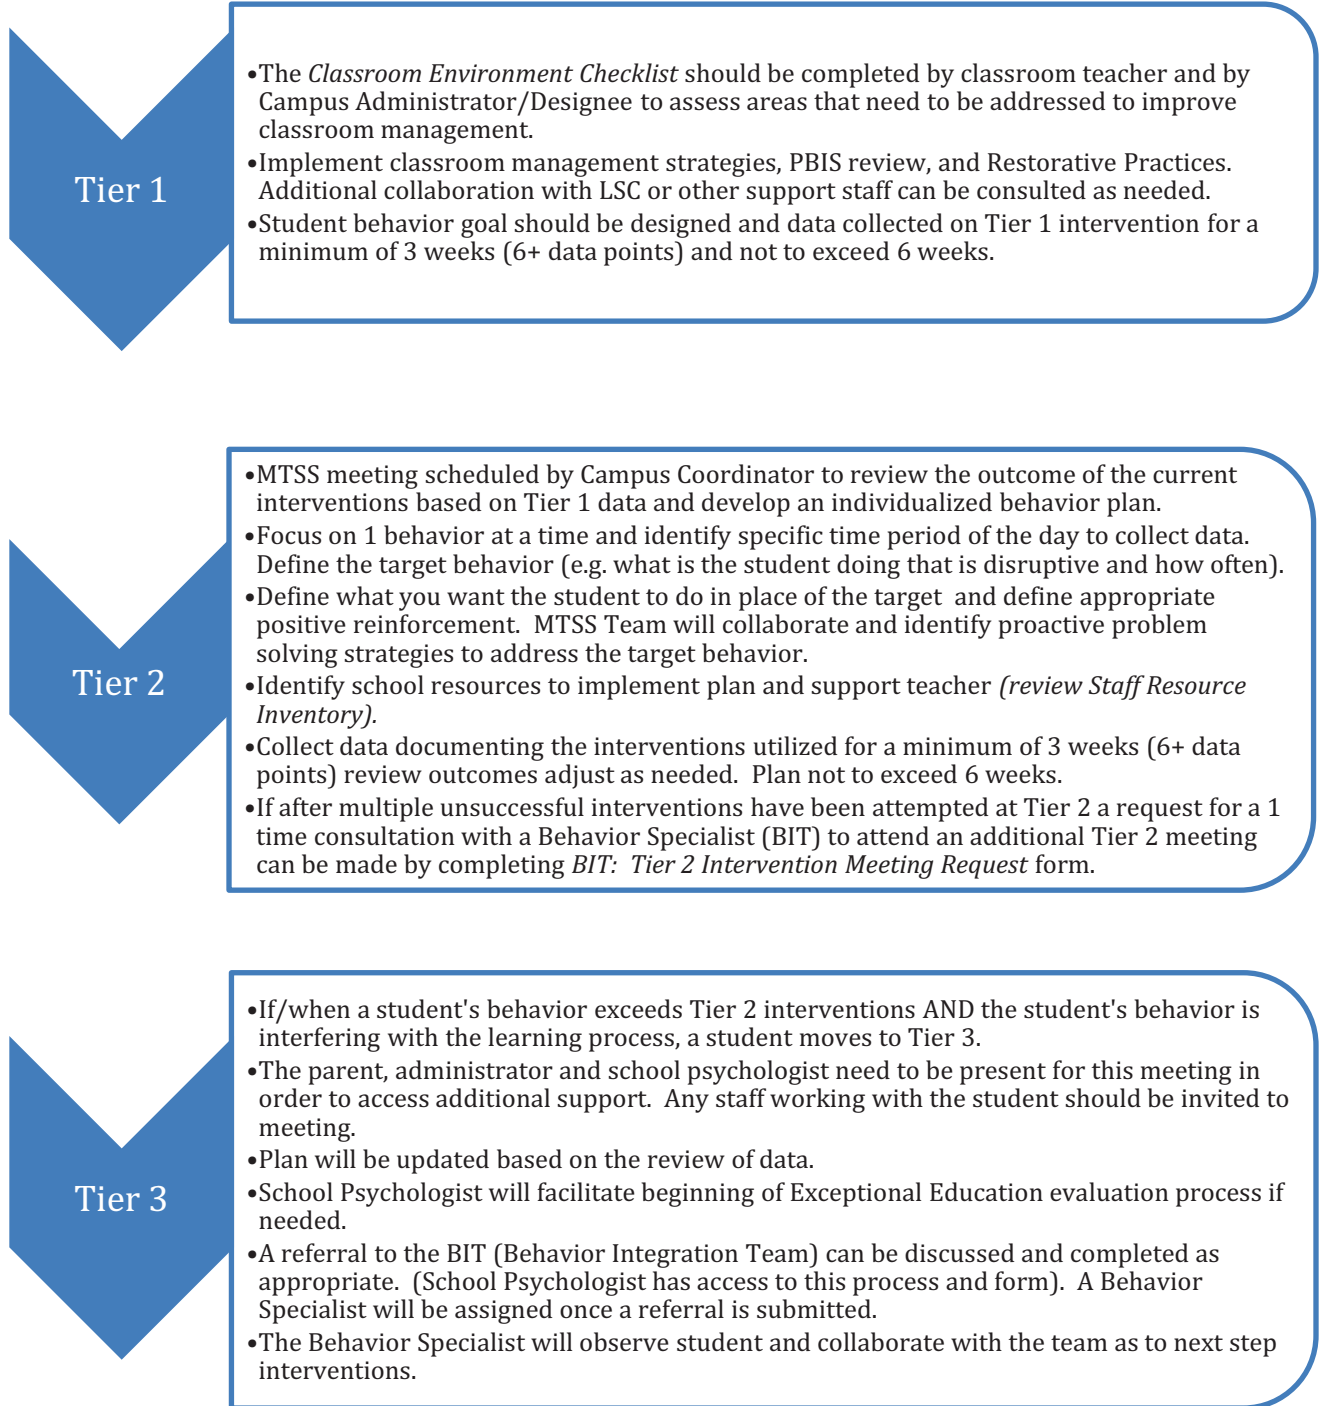 Tier 1
•The Classroom Environment Checklist should be completed by classroom teacher and by
Campus Administrator/Designee to assess areas that need to be addressed to improve
classroom management.
•Implement classroom management strategies, PBIS review, and Restorative Practices.
Additional collaboration with LSC or other support staff can be consulted as needed.
•Student behavior goal should be designed and data collected on Tier 1 intervention for a
minimum of 3 weeks (6+ data points) and not to exceed 6 weeks.
Tier 2
•MTSS meeting scheduled by Campus Coordinator to review the outcome of the current
interventions based on Tier 1 data and develop an individualized behavior plan.
•Focus on 1 behavior at a time and identify specific time period of the day to collect data.
Define the target behavior (e.g. what is the student doing that is disruptive and how often).
•Define what you want the student to do in place of the target  and define appropriate
positive reinforcement.  MTSS Team will collaborate and identify proactive problem
solving strategies to address the target behavior.
•Identify school resources to implement plan and support teacher (review Staff Resource
Inventory).
•Collect data documenting the interventions utilized for a minimum of 3 weeks (6+ data
points) review outcomes adjust as needed.  Plan not to exceed 6 weeks.
•If after multiple unsuccessful interventions have been attempted at Tier 2 a request for a 1
time consultation with a Behavior Specialist (BIT) to attend an additional Tier 2 meeting
can be made by completing BIT:  Tier 2 Intervention Meeting Request form.
Tier 3
•If/when a student's behavior exceeds Tier 2 interventions AND the student's behavior is
interfering with the learning process, a student moves to Tier 3.
•The parent, administrator and school psychologist need to be present for this meeting in
order to access additional support.  Any staff working with the student should be invited to
meeting.
•Plan will be updated based on the review of data.
•School Psychologist will facilitate beginning of Exceptional Education evaluation process if
needed.
•A referral to the BIT (Behavior Integration Team) can be discussed and completed as
appropriate.  (School Psychologist has access to this process and form).  A Behavior
Specialist will be assigned once a referral is submitted.
•The Behavior Specialist will observe student and collaborate with the team as to next step
interventions.